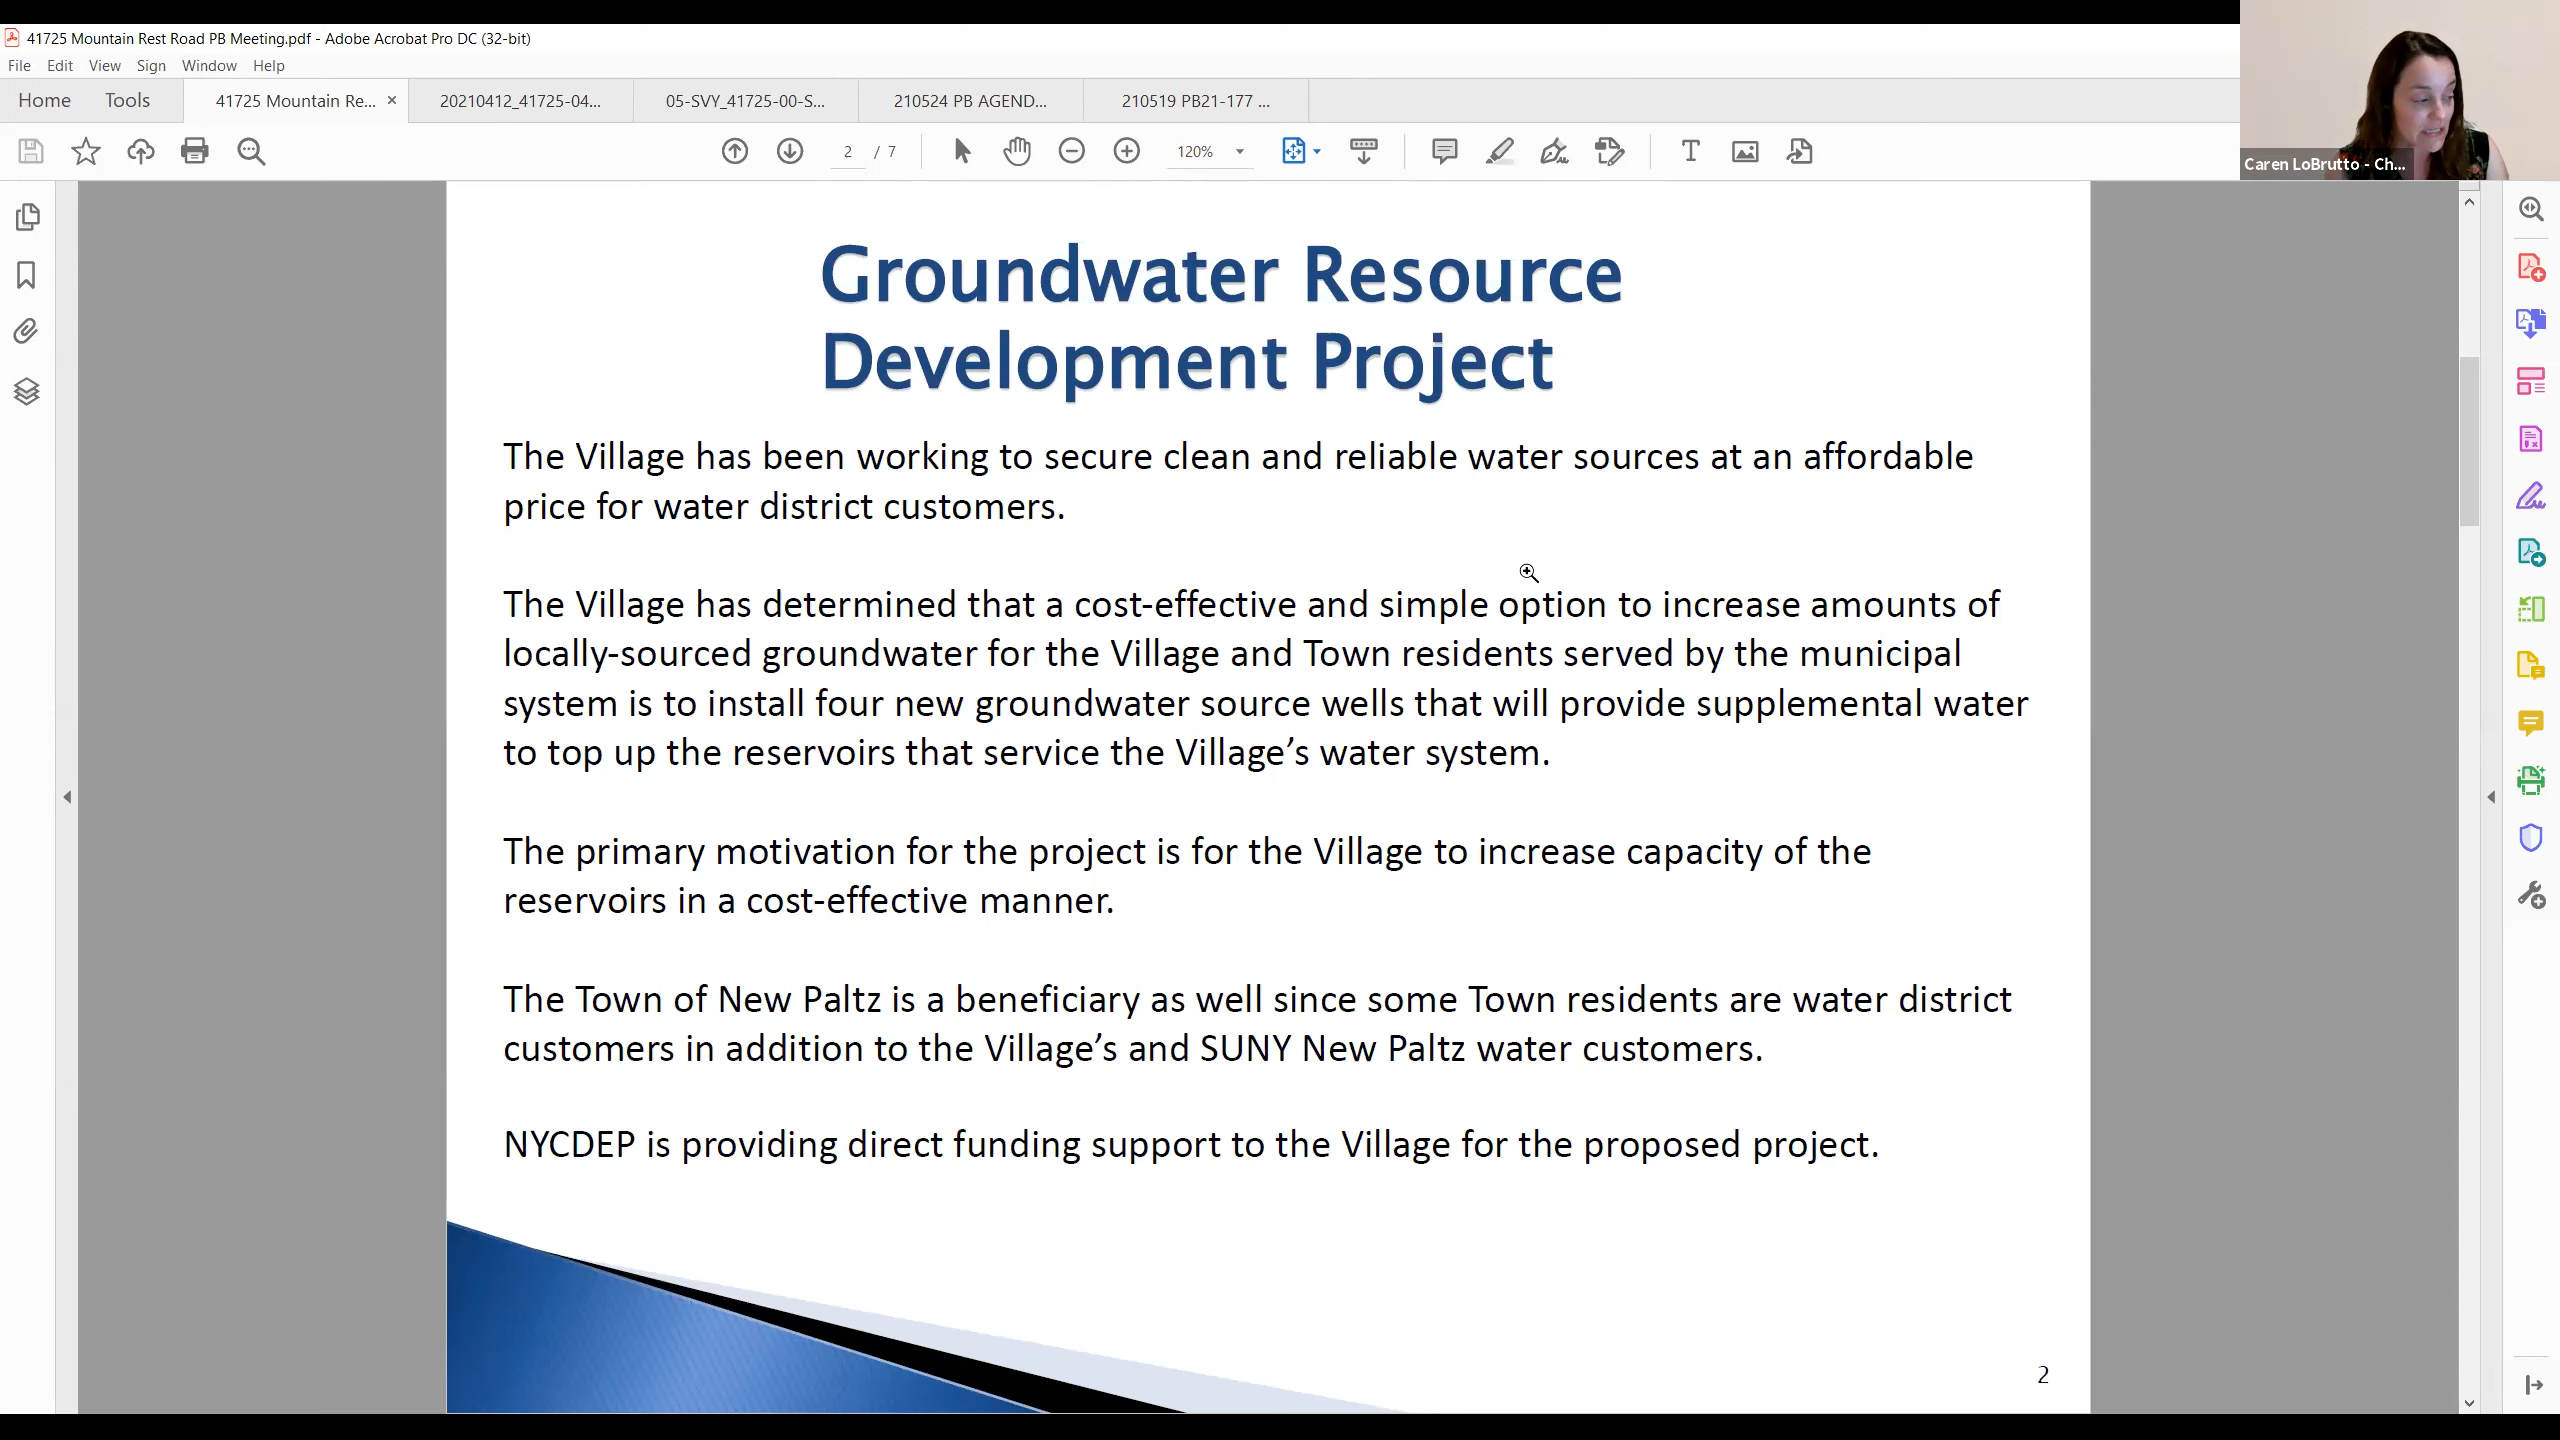 41725 Mountain Rest Road PB Meeting.pdf - Adobe Acrobat Pro DC (32-bit)
File Edit View Sign Window Help
Home Tools 41725 Mountain Re... × 20210412_41725-04... 05-SVY_41725-00-S... 210524 PB AGEND... 210519 PB21-177 ...
2 / 7 120%
Caren LoBrutto - Ch...
Groundwater Resource
Development Project
The Village has been working to secure clean and reliable water sources at an affordable
price for water district customers.
The Village has determined that a cost-effective and simple option to increase amounts of
locally-sourced groundwater for the Village and Town residents served by the municipal
system is to install four new groundwater source wells that will provide supplemental water
to top up the reservoirs that service the Village’s water system.
The primary motivation for the project is for the Village to increase capacity of the
reservoirs in a cost-effective manner.
The Town of New Paltz is a beneficiary as well since some Town residents are water district
customers in addition to the Village’s and SUNY New Paltz water customers.
NYCDEP is providing direct funding support to the Village for the proposed project.
2